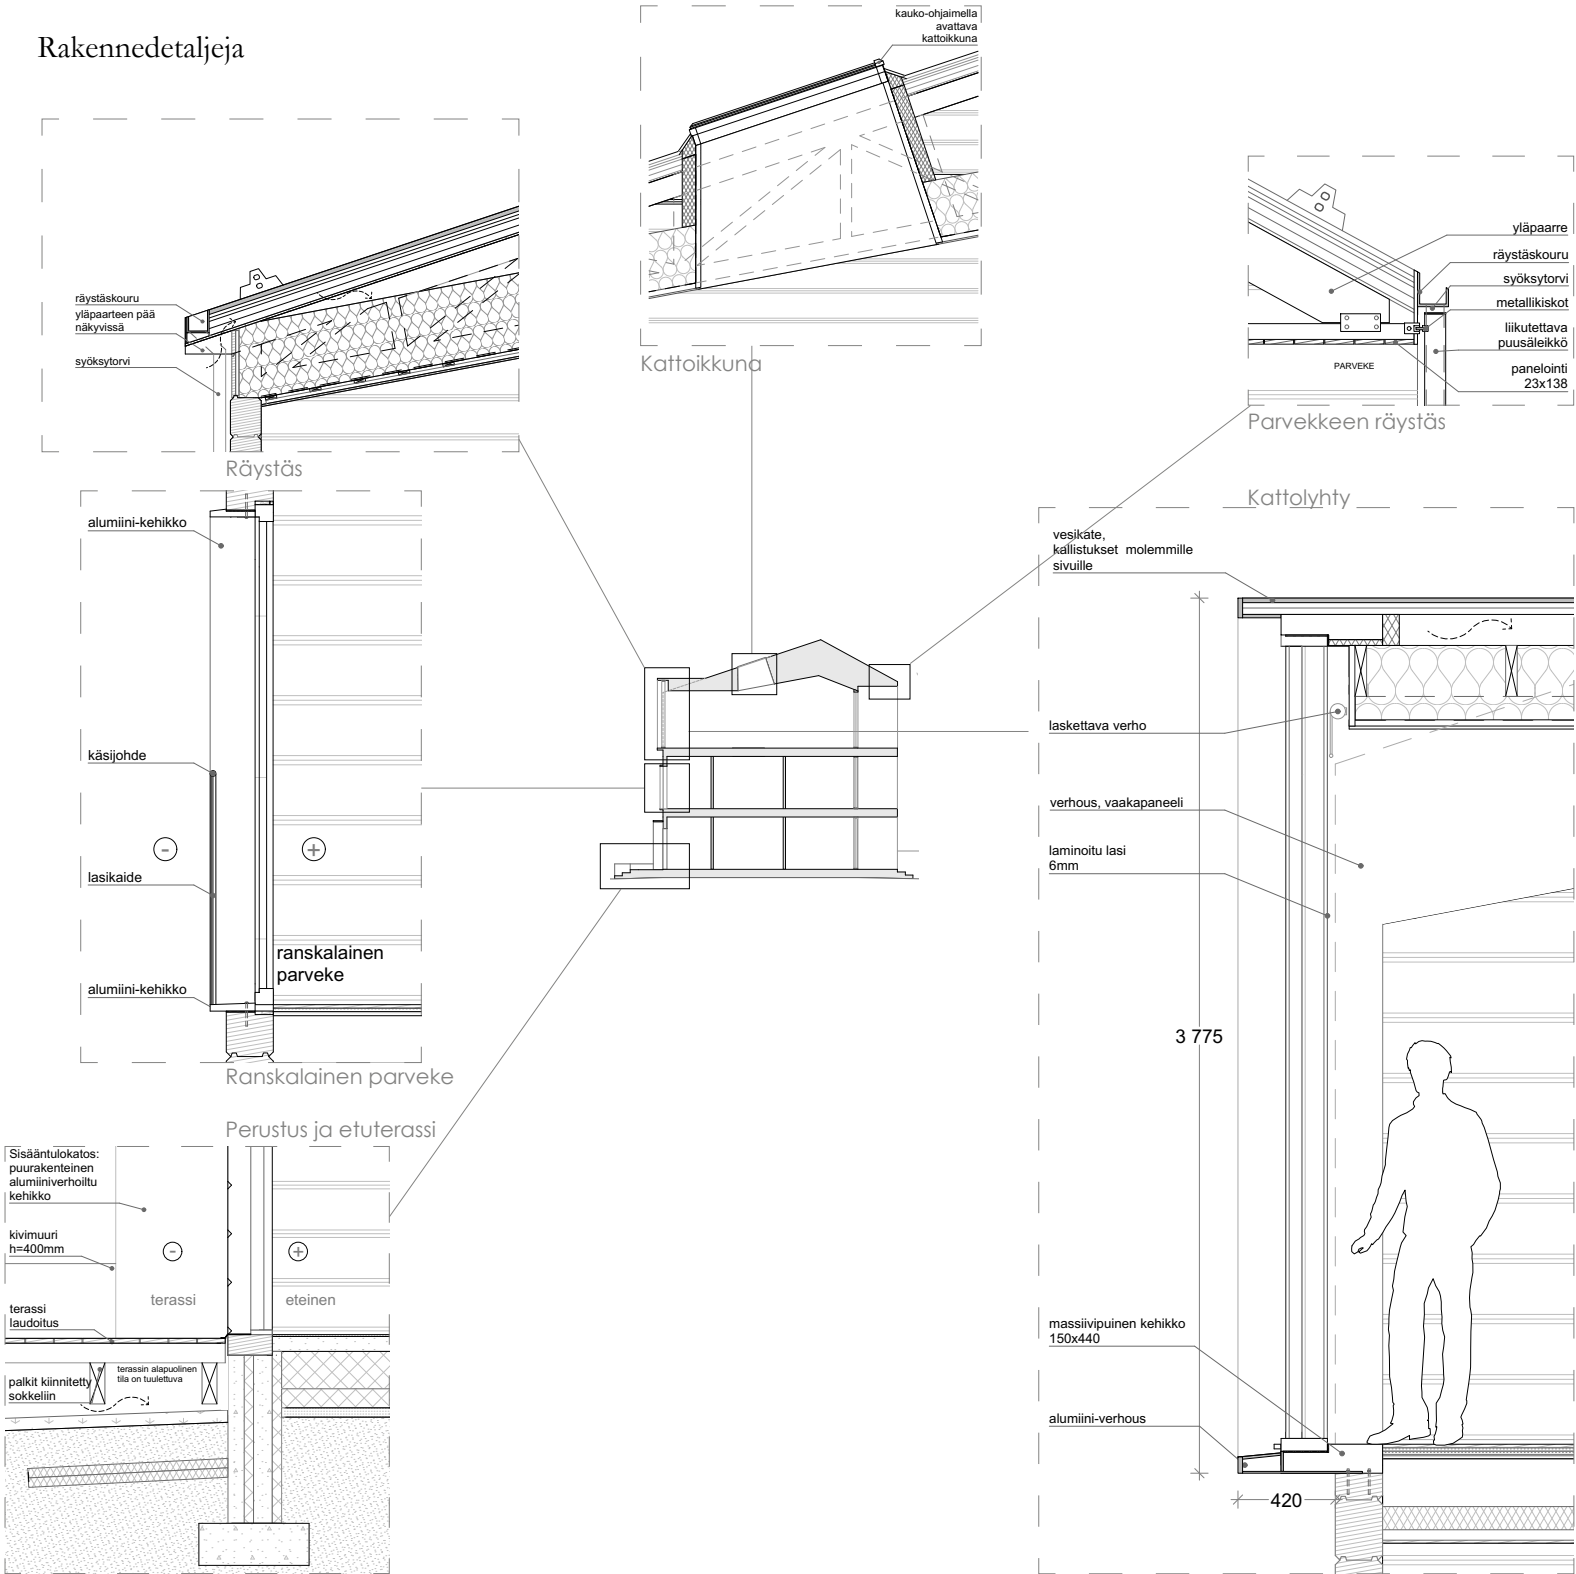 Rakennedetaljeja
kauko-ohjaimella
avattava
kattoikkuna
Kattoikkuna
räystäskouru
yläpaarteen pää
näkyvissä
syöksytorvi
Räystäs
yläpaarre
räystäskouru
syöksytorvi
metallikiskot
liikutettava
puusäleikkö
panelointi
23x138
PARVEKE
Parvekkeen räystäs
alumiini-kehikko
käsijohde
-
+
lasikaide
ranskalainen
parveke
alumiini-kehikko
Ranskalainen parveke
Kattolyhty
vesikate,
kallistukset molemmille
sivuille
laskettava verho
verhous, vaakapaneeli
laminoitu lasi
6mm
3 775
massiivipuinen kehikko
150x440
alumiini-verhous
420
Perustus ja etuterassi
Sisääntulokatos:
puurakenteinen
alumiiniverhoiltu
kehikko
kivimuuri
h=400mm
-
+
terassi
eteinen
terassi
laudoitus
terassin alapuolinen
tila on tuulettuva
palkit kiinnitetty
sokkeliin